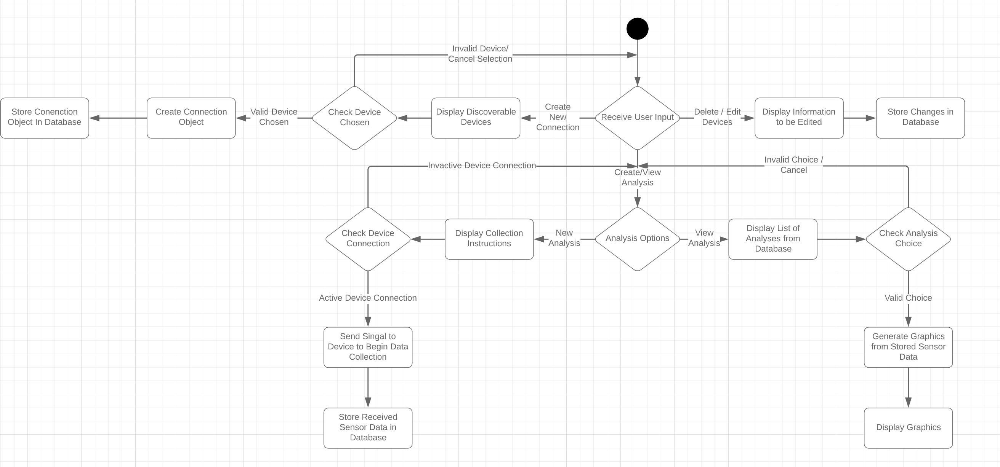 Invalid Device/
Cancel Selection
Store Conenction
Object In Database
Create Connection
Object
Valid Device
Chosen
Check Device
Chosen
Display Discoverable
Devices
Create
New
Connection
Receive User Input
Delete / Edit
Devices
Display Information
to be Edited
Store Changes in
Database
Invactive Device Connection
Create/View
Analysis
Invalid Choice /
Cancel
Check Device
Connection
Display Collection
Instructions
New
Analysis
Analysis Options
View
Analysis
Display List of
Analyses from
Database
Check Analysis
Choice
Active Device Connection
Valid Choice
Send Singal to
Device to Begin Data
Collection
Generate Graphics
from Stored Sensor
Data
Store Received
Sensor Data in
Database
Display Graphics